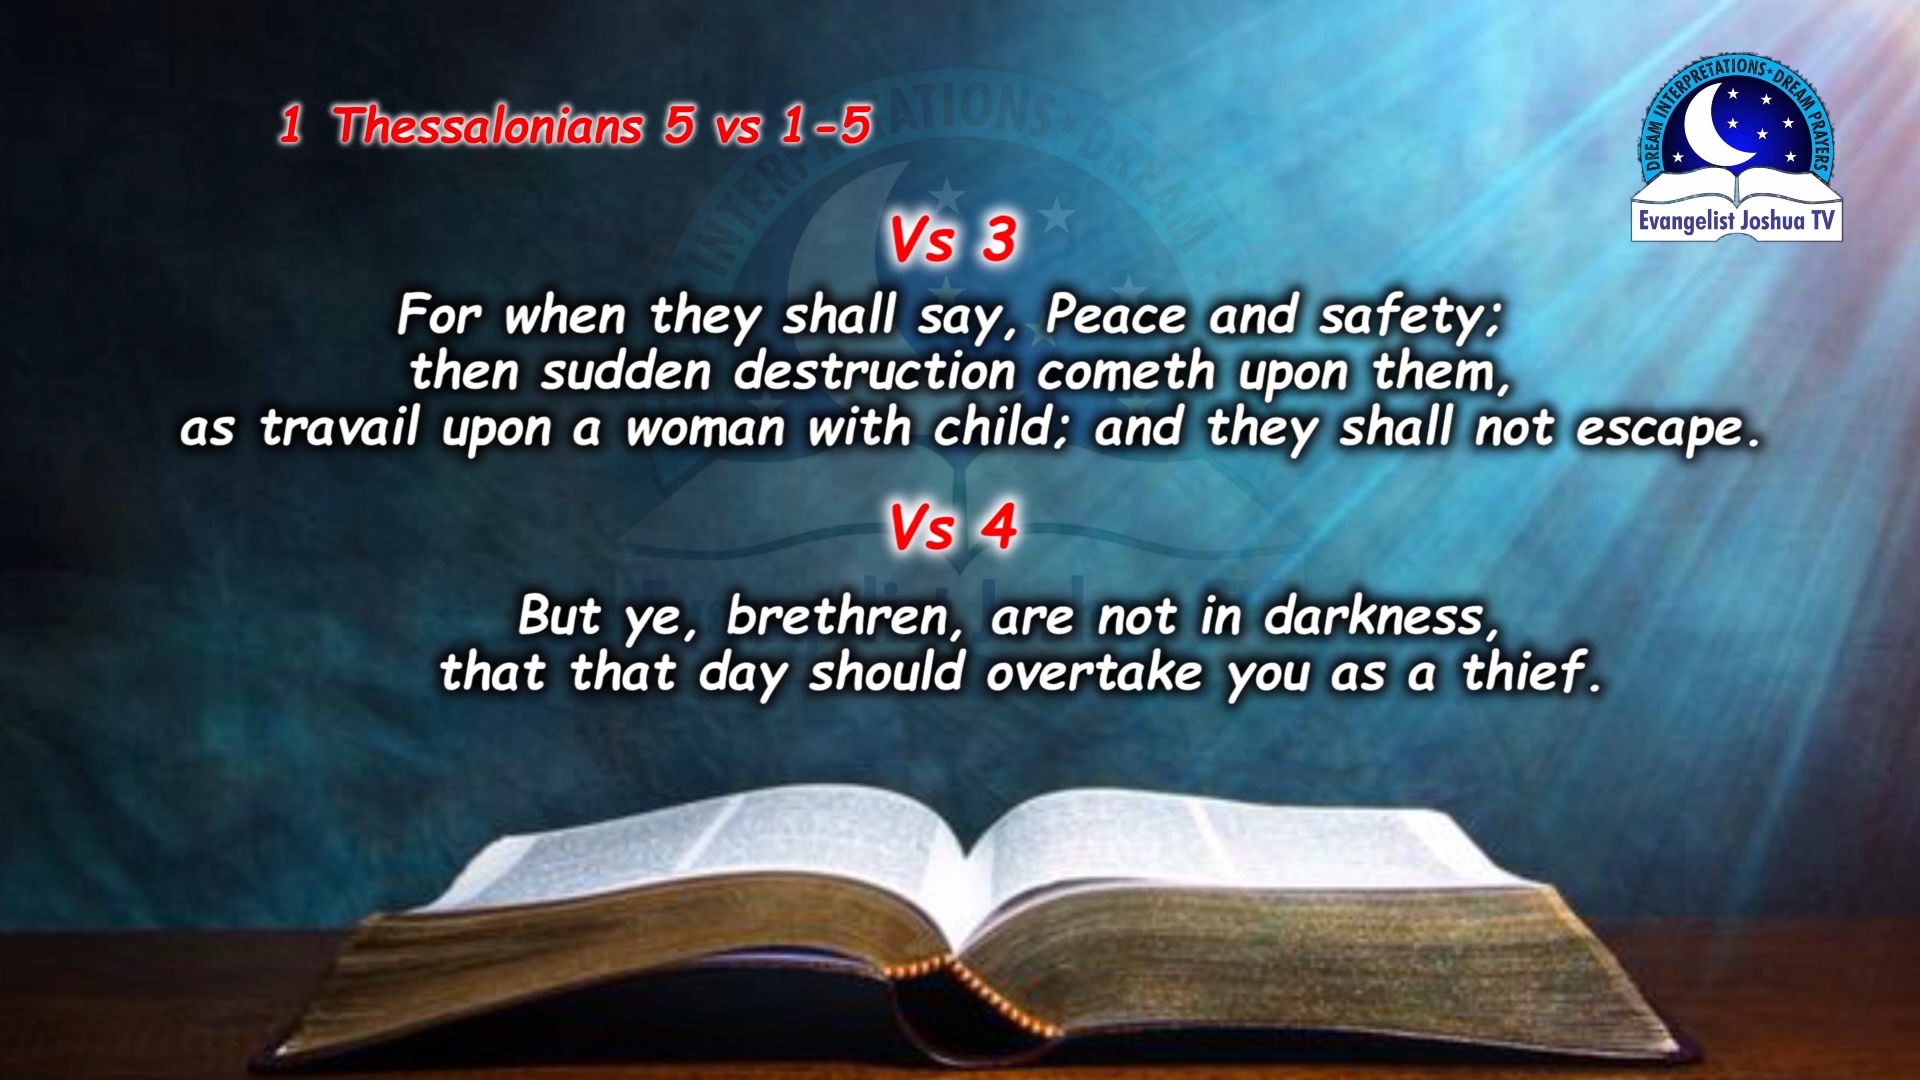 1 Thessalonians 5 vs 1-5
DREAM INTERPRETATIONS★DREAM PRAYERS
Evangelist Joshua TV
Vs 3
For when they shall say, Peace and safety;
then sudden destruction cometh upon them,
as travail upon a woman with child; and they shall not escape.
Vs 4
But ye, brethren, are not in darkness,
that that day should overtake you as a thief.